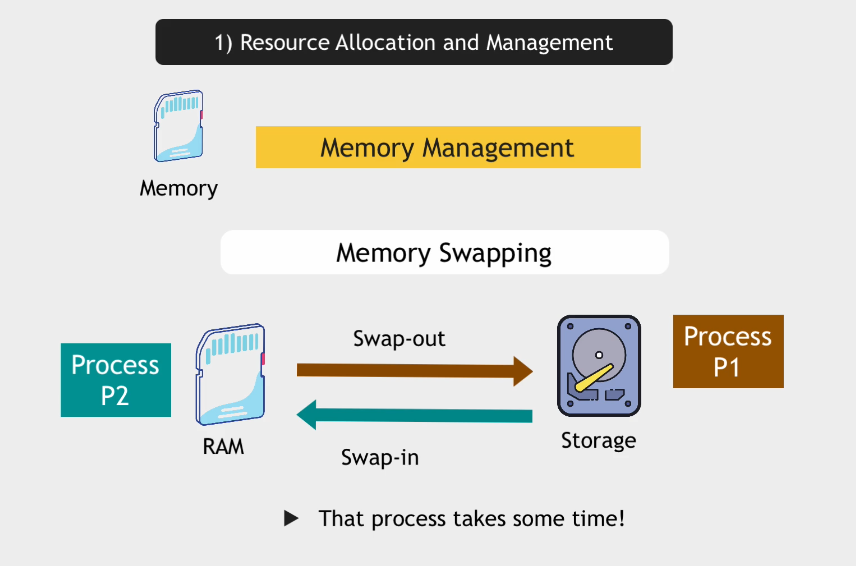 1) Resource Allocation and Management
Memory Management
Memory
Memory Swapping
Swap-out
Process
P2
Process
P1
RAM
Storage
Swap-in
That process takes some time!